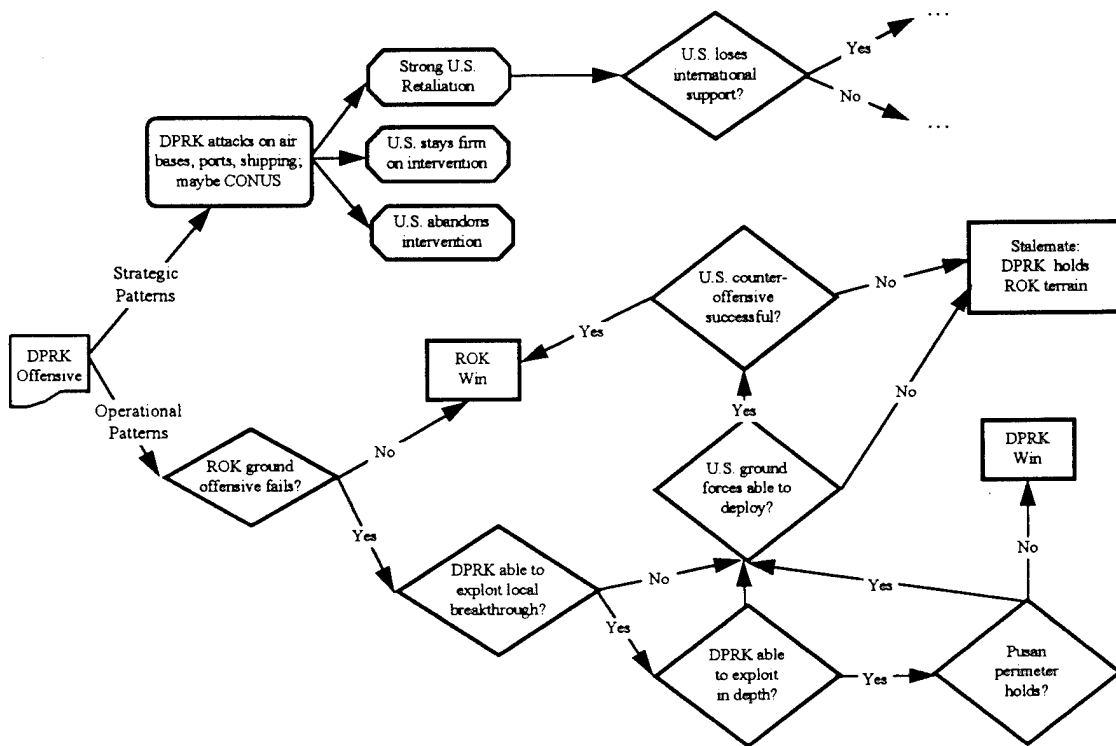 ...
Yes
No
...
Strong U.S.
Retaliation
U.S. loses
international
support?
DPRK attacks on air
bases, ports, shipping;
maybe CONUS
U.S. stays firm
on intervention
U.S. abandons
intervention
Strategic
Patterns
U.S. counter-
offensive
successful?
No
Stalemate:
DPRK holds
ROK terrain
Yes
DPRK
Offensive
ROK
Win
No
Operational
Patterns
Yes
No
ROK ground
offensive fails?
U.S. ground
forces able to
deploy?
DPRK
Win
Yes
No
DPRK able to
exploit local
breakthrough?
No
Yes
Yes
DPRK able
to exploit
in depth?
Yes
Pusan
perimeter
holds?